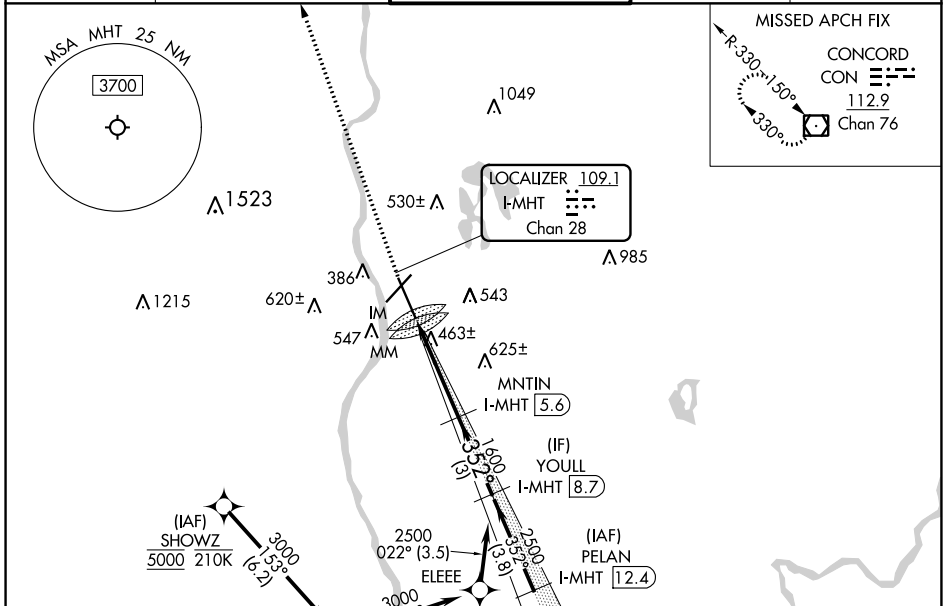 MSA MHT 25 NM
3700
MISSED APCH FIX
R-330
150°
330°
CONCORD
CON
112.9
Chan 76
1049
1523
530±
LOCALIZER 109.1
I-MHT
Chan 28
985
386
1215
620±
543
IM
547
463±
MM
625±
MNTIN
I-MHT 5.6
1600
352°
(3)
(IF)
YOULL
I-MHT 8.7
2500
352°
(3.8)
(IAF)
PELAN
I-MHT 12.4
(IAF)
SHOWZ
5000 210K
3000
153°
(6.2)
2500
022° (3.5)
ELEEE
3000